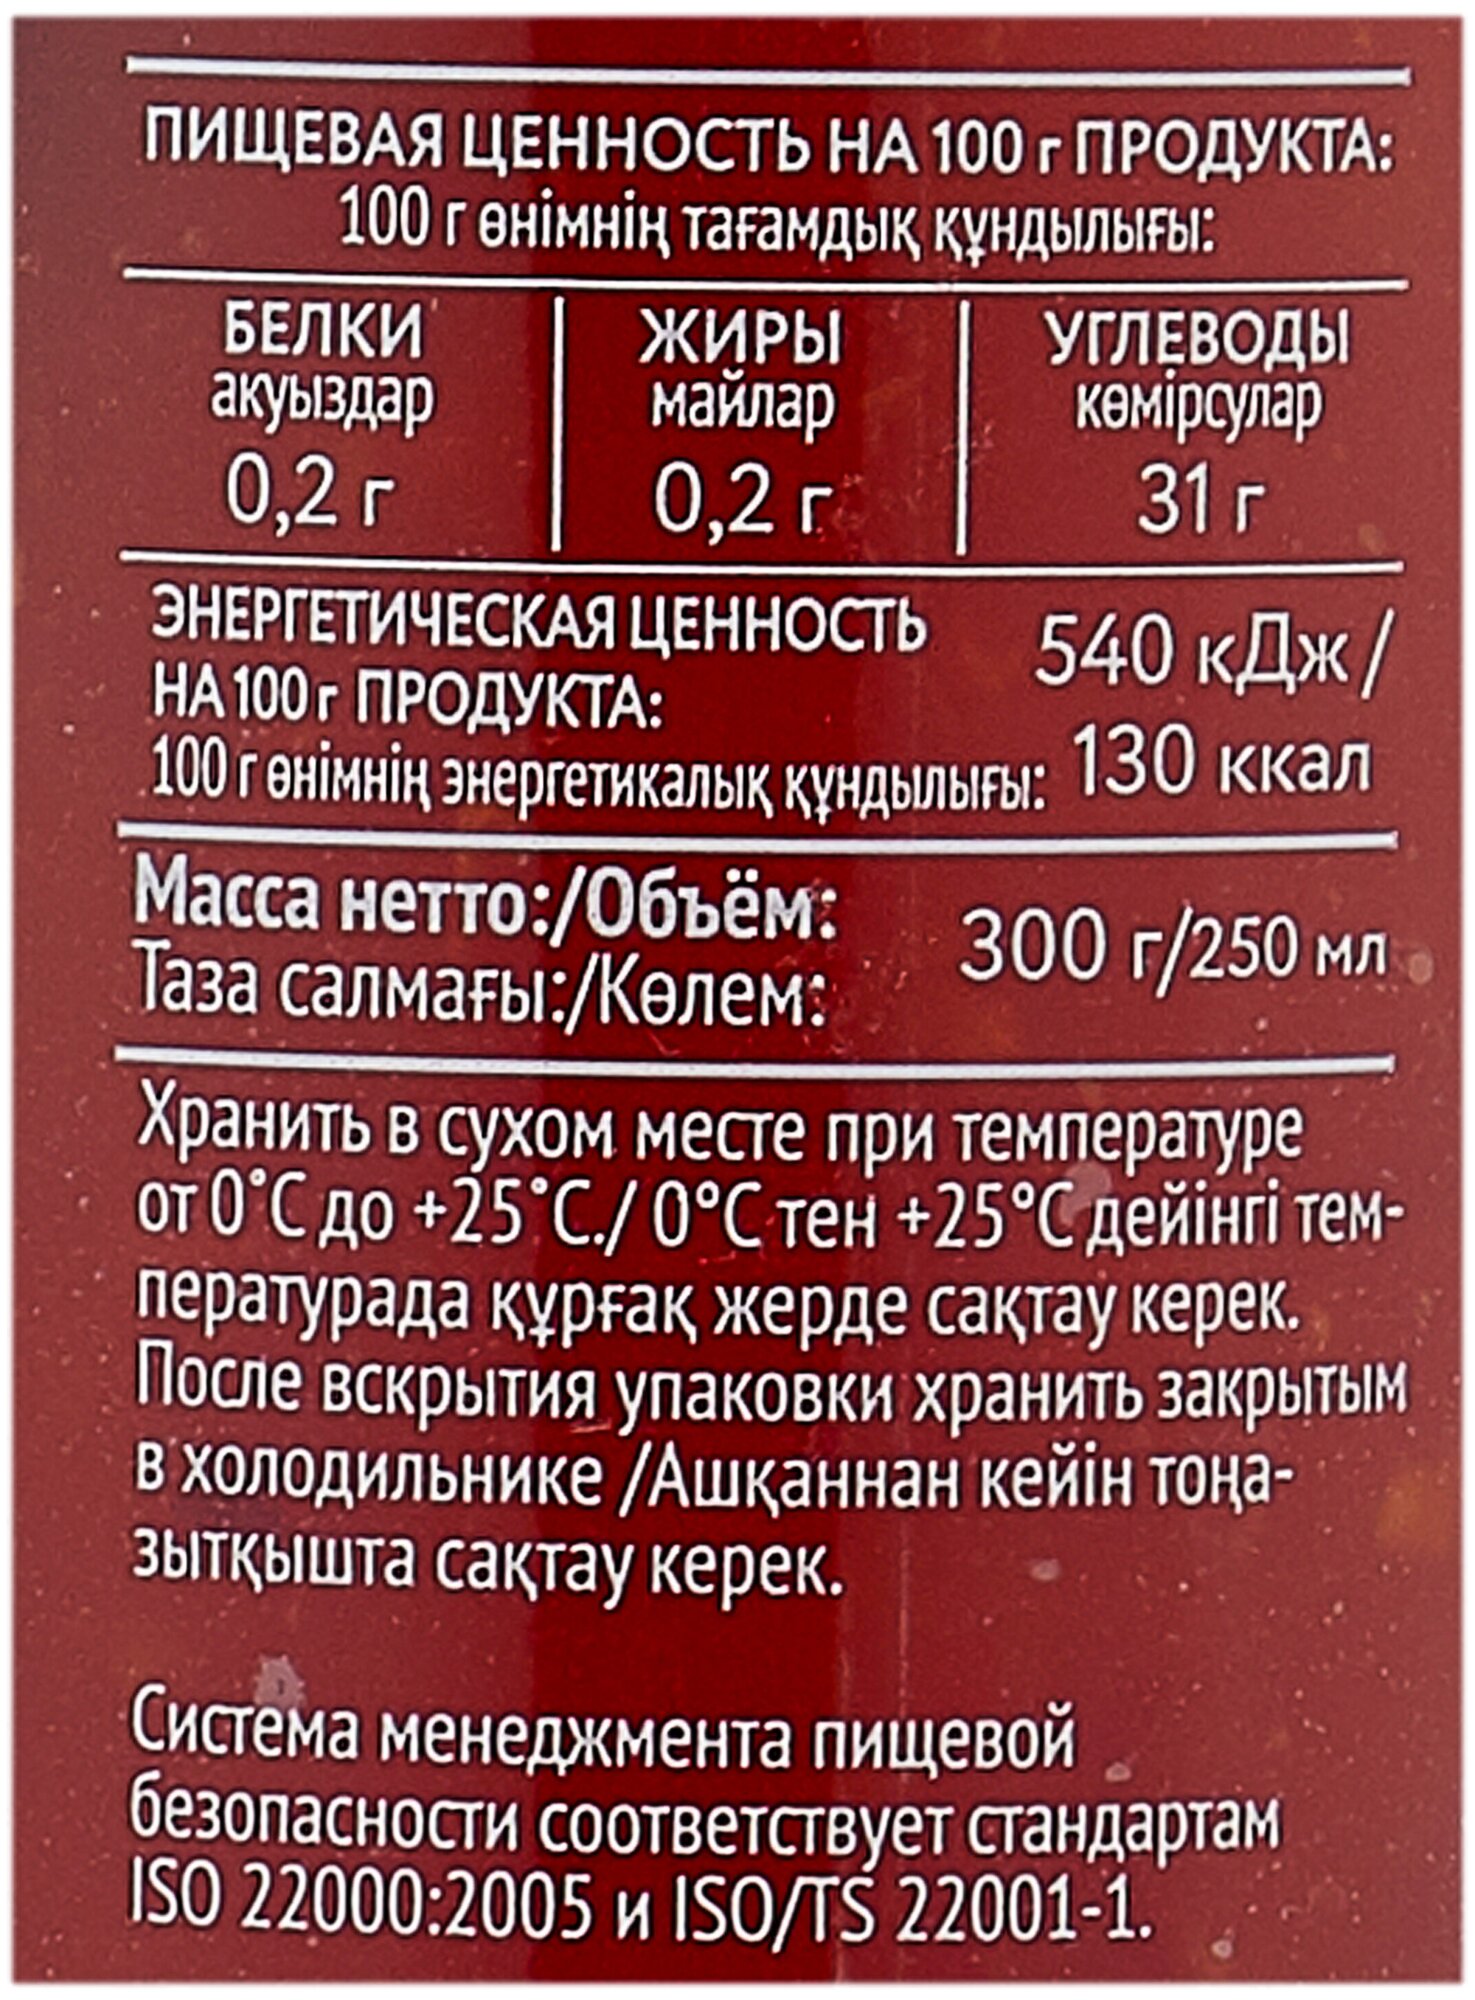 ПИЩЕВАЯ ЦЕННОСТЬ НА 100 г ПРОДУКТА:
100 г өнімнің тағамдық құндылығы:
БЕЛКИ ЖИРЫ УГЛЕВОДЫ
ақуыздар майлар көмірсулар
0,2 г 0,2 г 31 г
ЭНЕРГЕТИЧЕСКАЯ ЦЕННОСТЬ 540 кДж /
НА 100 г ПРОДУКТА:
100 г өнімнің энергетикалық құндылығы: 130 ккал
Масса нетто:/Объём: 300 г/250 мл
Таза салмағы:/Көлем:
Хранить в сухом месте при температуре
от 0˚С до +25˚С./ 0°С тен +25°С дейінгі тем-
пературада құрғақ жерде сақтау керек.
После вскрытия упаковки хранить закрытым
в холодильнике /Ашқаннан кейін тоңа-
зытқышта сақтау керек.
Система менеджмента пищевой
безопасности соответствует стандартам
ISO 22000:2005 и ISO/TS 22001-1.